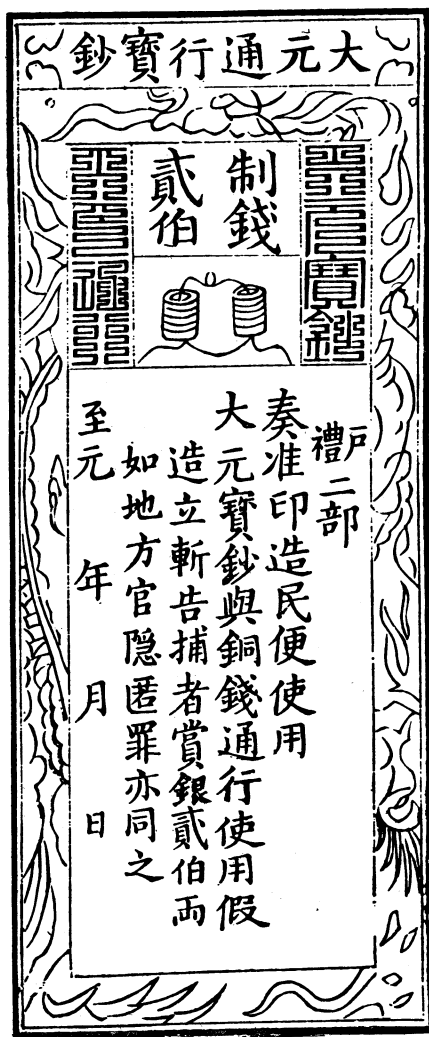 大元通行寶鈔
制錢
貳伯
戶禮二部
奏准印造民便使用
大元寶鈔與銅錢通行使用假
造立斬告捕者賞銀貳伯両
如地方官隠匿罪亦同之
至元 年 月 日